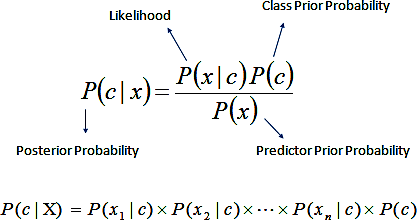 Likelihood
Class Prior Probability
P(c | x) = P(x | c)P(c) / P(x)
Posterior Probability
Predictor Prior Probability
P(c | X) = P(x₁ | c) × P(x₂ | c) × ⋯ × P(xₙ | c) × P(c)